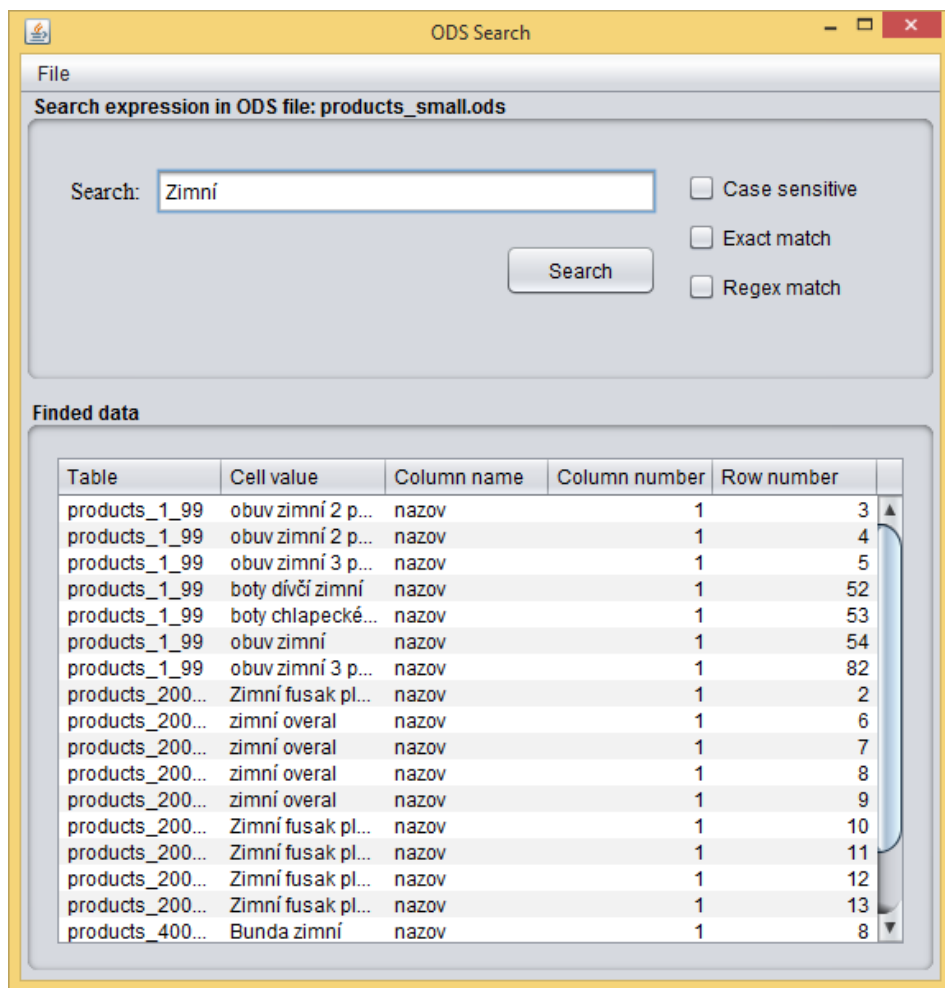 ODS Search
File
Search expression in ODS file: products_small.ods
Search: Zimní Case sensitive
Exact match
Search
Regex match
Finded data
Table Cell value Column name Column number Row number
products_1_99 obuv zimní 2 p... nazov 1 3
products_1_99 obuv zimní 2 p... nazov 1 4
products_1_99 obuv zimní 3 p... nazov 1 5
products_1_99 boty dívčí zimní nazov 1 52
products_1_99 boty chlapecké... nazov 1 53
products_1_99 obuv zimní nazov 1 54
products_1_99 obuv zimní 3 p... nazov 1 82
products_200... Zimní fusak pl... nazov 1 2
products_200... zimní overal nazov 1 6
products_200... zimní overal nazov 1 7
products_200... zimní overal nazov 1 8
products_200... zimní overal nazov 1 9
products_200... Zimní fusak pl... nazov 1 10
products_200... Zimní fusak pl... nazov 1 11
products_200... Zimní fusak pl... nazov 1 12
products_200... Zimní fusak pl... nazov 1 13
products_400... Bunda zimní nazov 1 8